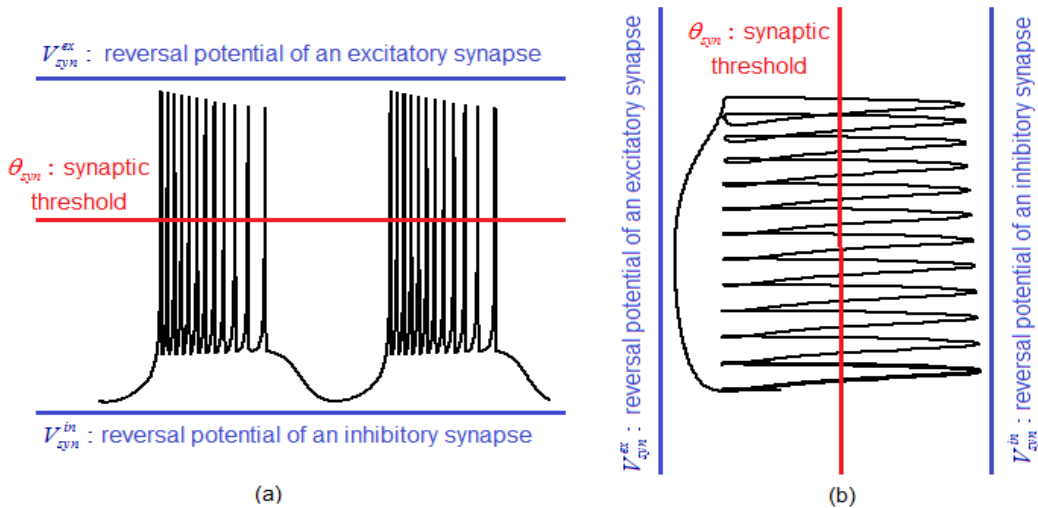 V_syn^ex : reversal potential of an excitatory synapse
θ_syn : synaptic
threshold
V_syn^in : reversal potential of an inhibitory synapse
(a)
V_syn^ex : reversal potential of an excitatory synapse
θ_syn : synaptic
threshold
V_syn^in : reversal potential of an inhibitory synapse
(b)